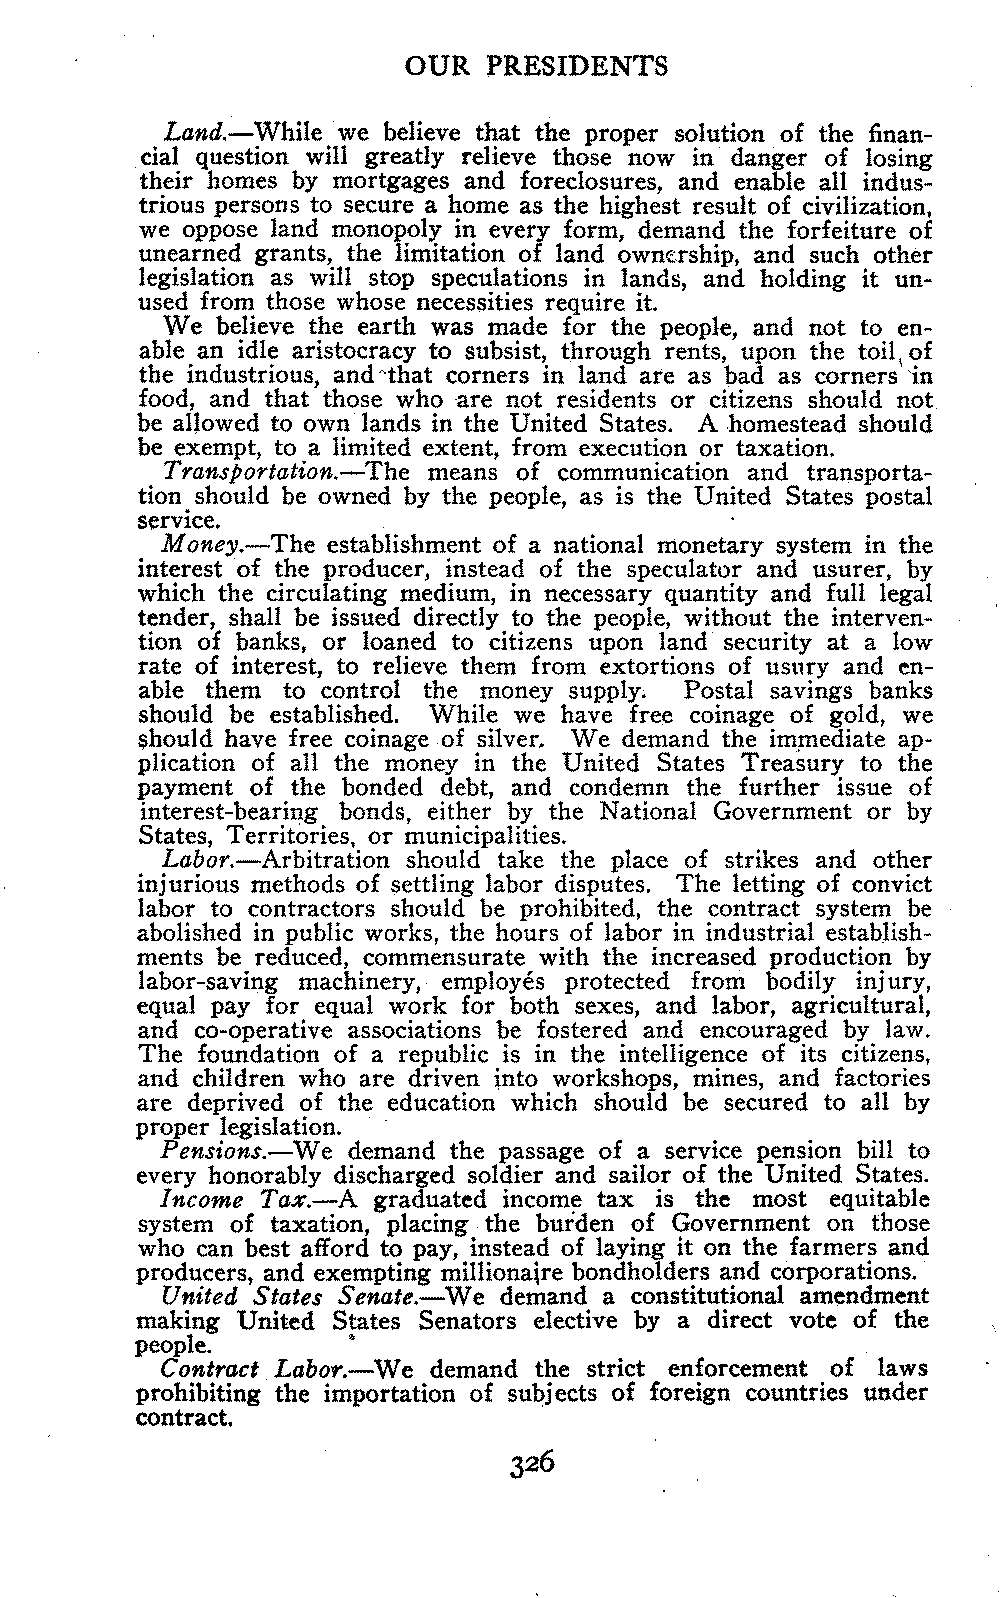 OUR PRESIDENTS
Land.—While we believe that the proper solution of the finan-
cial question will greatly relieve those now in danger of losing
their homes by mortgages and foreclosures, and enable all indus-
trious persons to secure a home as the highest result of civilization,
we oppose land monopoly in every form, demand the forfeiture of
unearned grants, the limitation of land ownership, and such other
legislation as will stop speculations in lands, and holding it un-
used from those whose necessities require it.
We believe the earth was made for the people, and not to en-
able an idle aristocracy to subsist, through rents, upon the toil of
the industrious, and that corners in land are as bad as corners in
food, and that those who are not residents or citizens should not
be allowed to own lands in the United States. A homestead should
be exempt, to a limited extent, from execution or taxation.
Transportation.—The means of communication and transporta-
tion should be owned by the people, as is the United States postal
service.
Money.—The establishment of a national monetary system in the
interest of the producer, instead of the speculator and usurer, by
which the circulating medium, in necessary quantity and full legal
tender, shall be issued directly to the people, without the interven-
tion of banks, or loaned to citizens upon land security at a low
rate of interest, to relieve them from extortions of usury and en-
able them to control the money supply. Postal savings banks
should be established. While we have free coinage of gold, we
should have free coinage of silver. We demand the immediate ap-
plication of all the money in the United States Treasury to the
payment of the bonded debt, and condemn the further issue of
interest-bearing bonds, either by the National Government or by
States, Territories, or municipalities.
Labor.—Arbitration should take the place of strikes and other
injurious methods of settling labor disputes. The letting of convict
labor to contractors should be prohibited, the contract system be
abolished in public works, the hours of labor in industrial establish-
ments be reduced, commensurate with the increased production by
labor-saving machinery, employés protected from bodily injury,
equal pay for equal work for both sexes, and labor, agricultural,
and co-operative associations be fostered and encouraged by law.
The foundation of a republic is in the intelligence of its citizens,
and children who are driven into workshops, mines, and factories
are deprived of the education which should be secured to all by
proper legislation.
Pensions.—We demand the passage of a service pension bill to
every honorably discharged soldier and sailor of the United States.
Income Tax.—A graduated income tax is the most equitable
system of taxation, placing the burden of Government on those
who can best afford to pay, instead of laying it on the farmers and
producers, and exempting millionaire bondholders and corporations.
United States Senate.—We demand a constitutional amendment
making United States Senators elective by a direct vote of the
people.
Contract Labor.—We demand the strict enforcement of laws
prohibiting the importation of subjects of foreign countries under
contract.
326